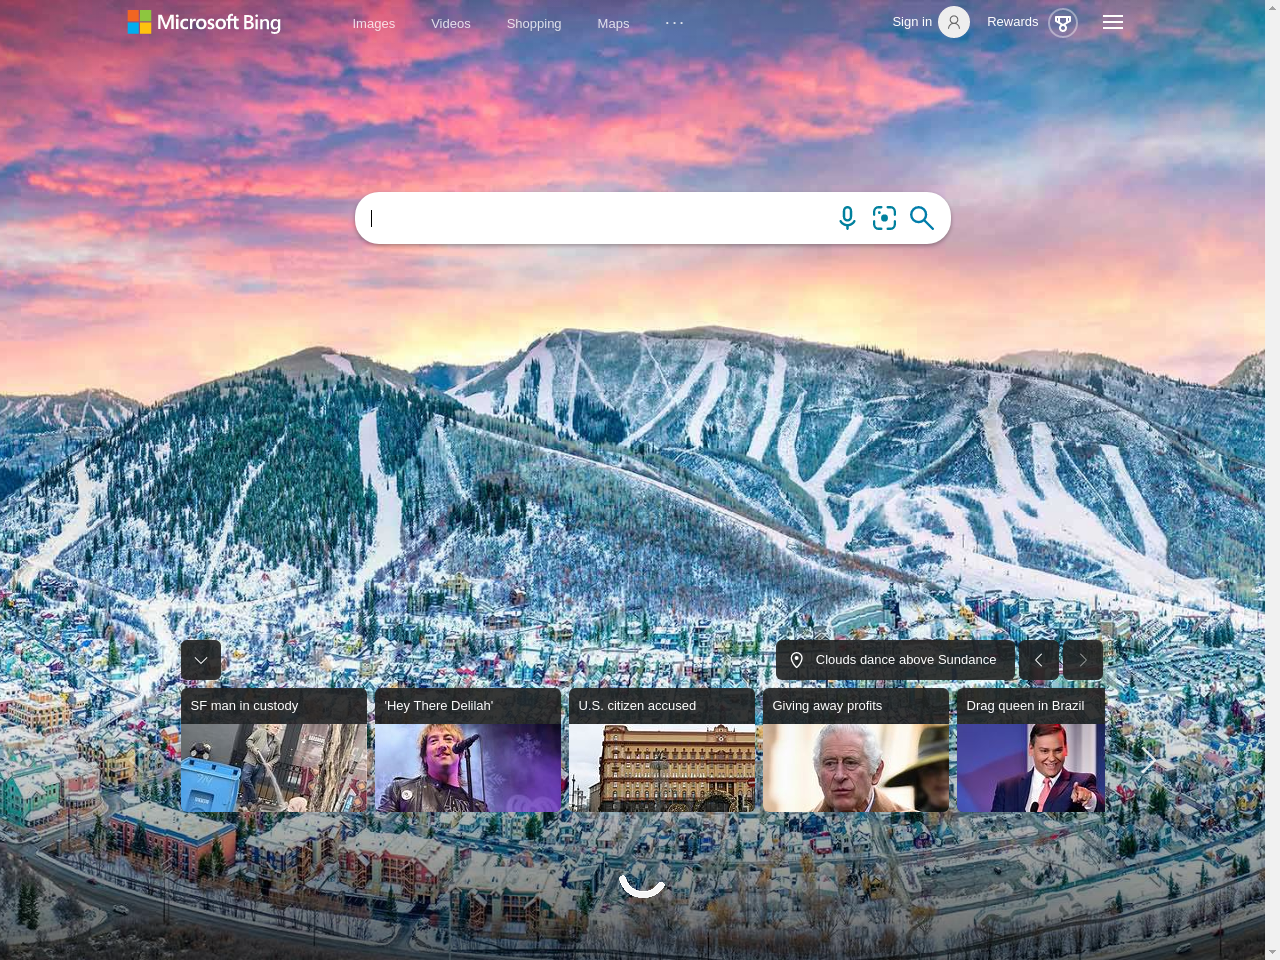 Microsoft Bing
Images
Videos
Shopping
Maps
...
Sign in
Rewards
Clouds dance above Sundance
SF man in custody
'Hey There Delilah'
U.S. citizen accused
Giving away profits
Drag queen in Brazil